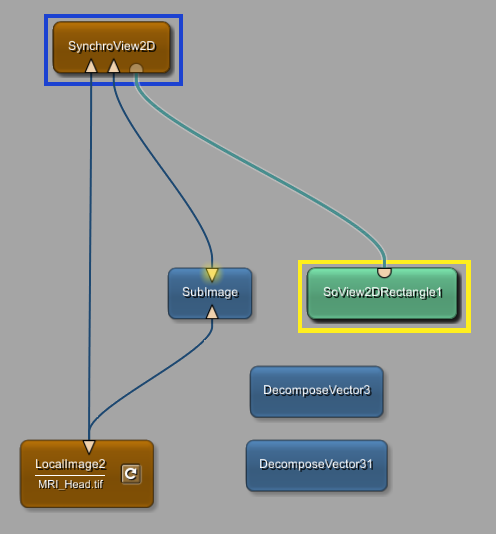 SynchroView2D
SubImage
SoView2DRectangle1
DecomposeVector3
DecomposeVector31
LocalImage2
MRI_Head.tif